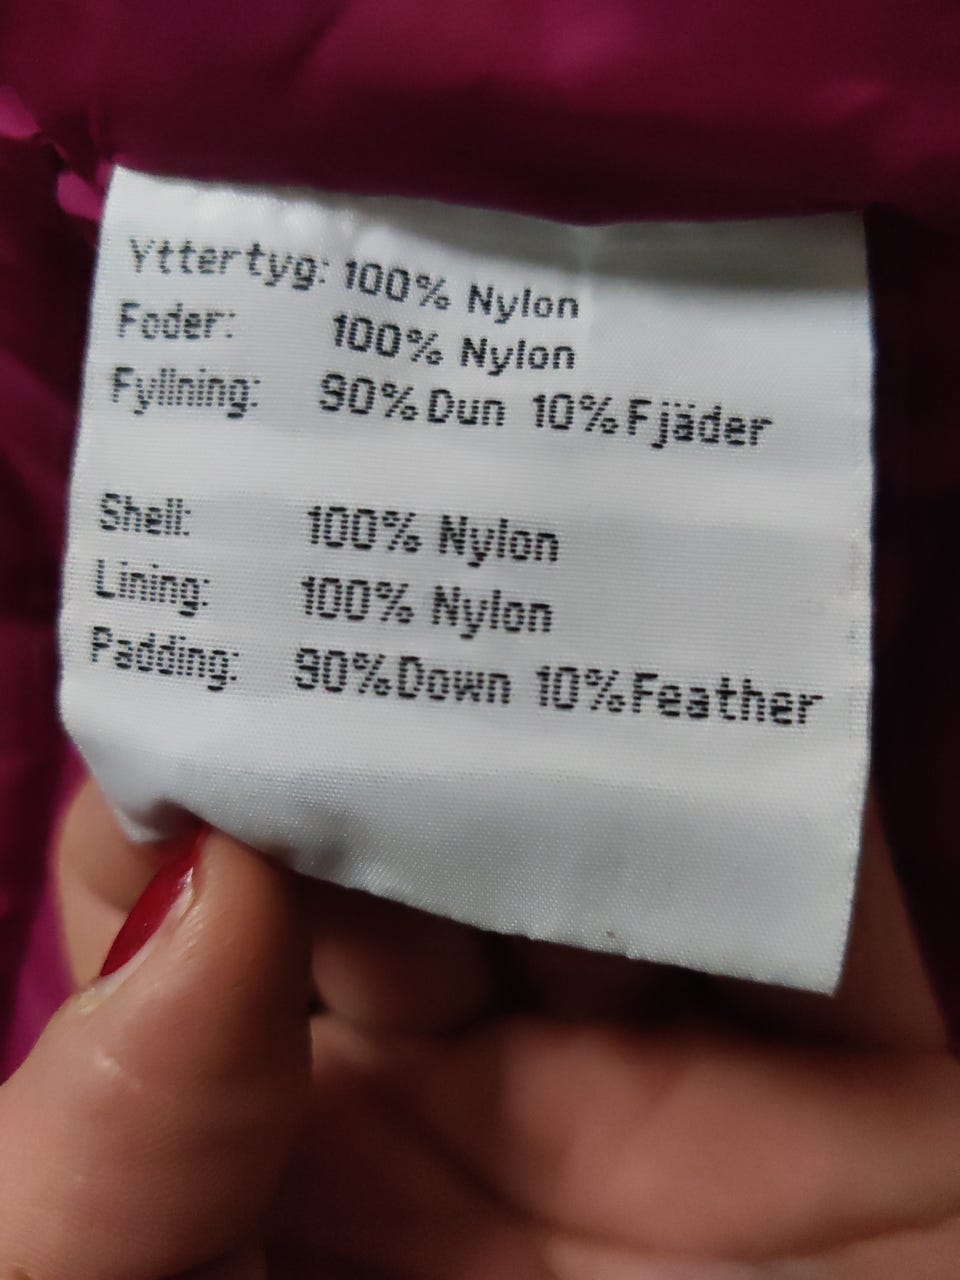 Yttertyg: 100% Nylon
Foder: 100% Nylon
Fyllning: 90% Dun 10% Fjäder
Shell: 100% Nylon
Lining: 100% Nylon
Padding: 90% Down 10% Feather